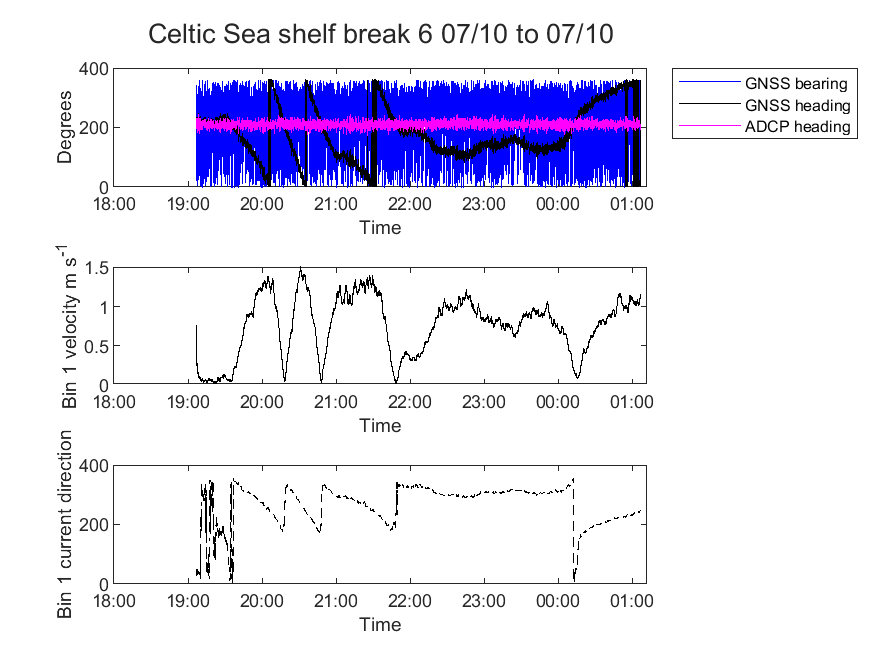 Celtic Sea shelf break 6 07/10 to 07/10
400
200
0
Degrees
18:00 19:00 20:00 21:00 22:00 23:00 00:00 01:00
Time
GNSS bearing
GNSS heading
ADCP heading
1.5
1
0.5
0
Bin 1 velocity m s⁻¹
18:00 19:00 20:00 21:00 22:00 23:00 00:00 01:00
Time
400
200
0
Bin 1 current direction
18:00 19:00 20:00 21:00 22:00 23:00 00:00 01:00
Time